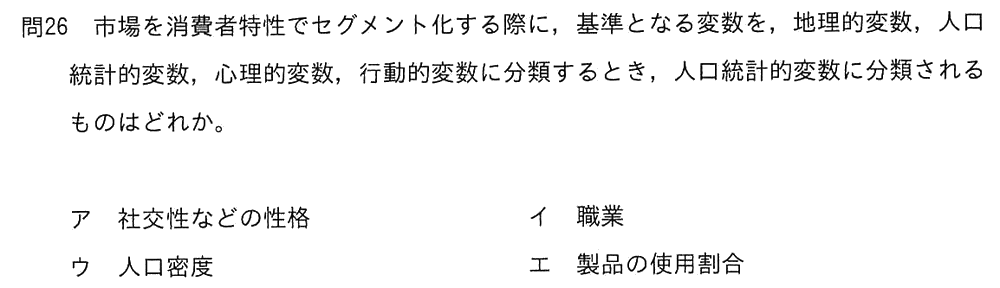 問26 市場を消費者特性でセグメント化する際に，基準となる変数を，地理的変数，人口
統計的変数，心理的変数，行動的変数に分類するとき，人口統計的変数に分類される
ものはどれか。
ア 社交性などの性格 イ 職業
ウ 人口密度 エ 製品の使用割合